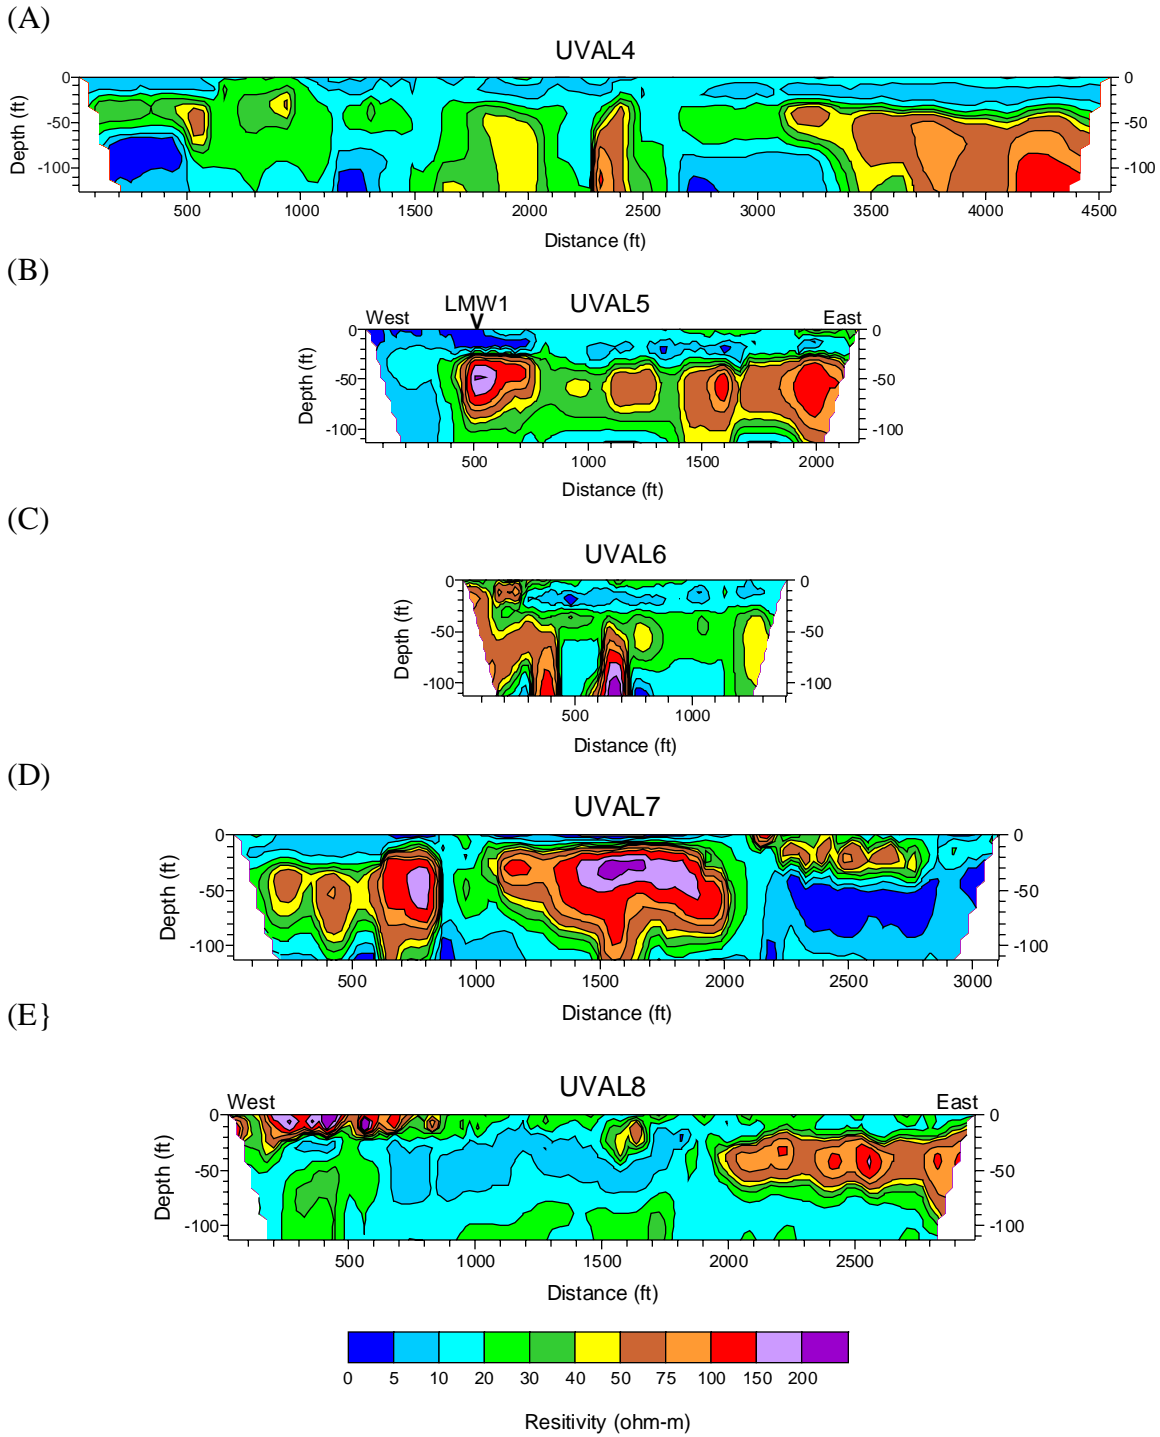 (A)
UVAL4
0
-50
-100
Depth (ft)
0
-50
-100
500 1000 1500 2000 2500 3000 3500 4000 4500
Distance (ft)
(B)
LMW1
UVAL5
West
East
0
-50
-100
Depth (ft)
0
-50
-100
500 1000 1500 2000
Distance (ft)
(C)
UVAL6
0
-50
-100
Depth (ft)
0
-50
-100
500 1000
Distance (ft)
(D)
UVAL7
0
-50
-100
Depth (ft)
0
-50
-100
500 1000 1500 2000 2500 3000
Distance (ft)
(E}
UVAL8
West
East
0
-50
-100
Depth (ft)
0
-50
-100
500 1000 1500 2000 2500
Distance (ft)
0 5 10 20 30 40 50 75 100 150 200
Resitivity (ohm-m)